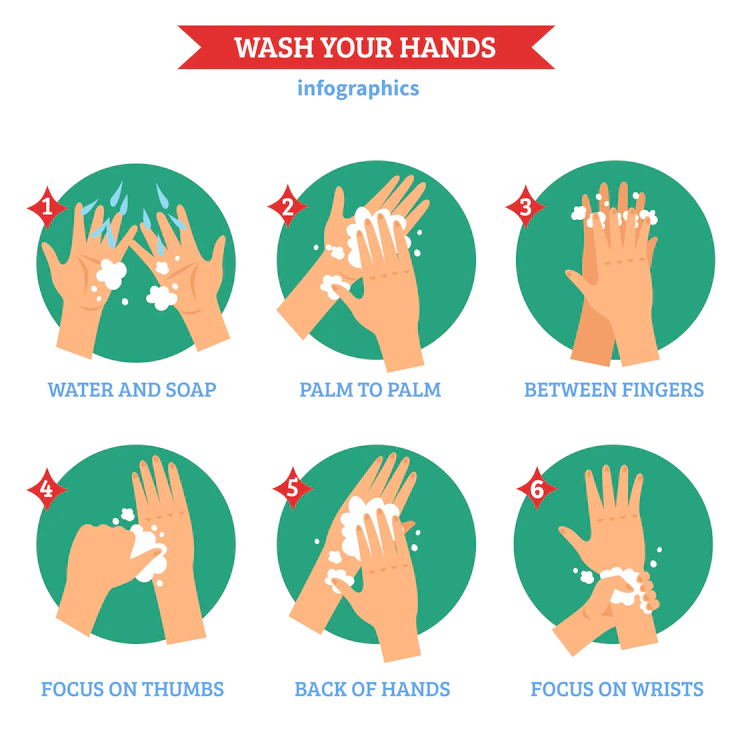 WASH YOUR HANDS
infographics
1
2
3
WATER AND SOAP
PALM TO PALM
BETWEEN FINGERS
4
5
6
FOCUS ON THUMBS
BACK OF HANDS
FOCUS ON WRISTS